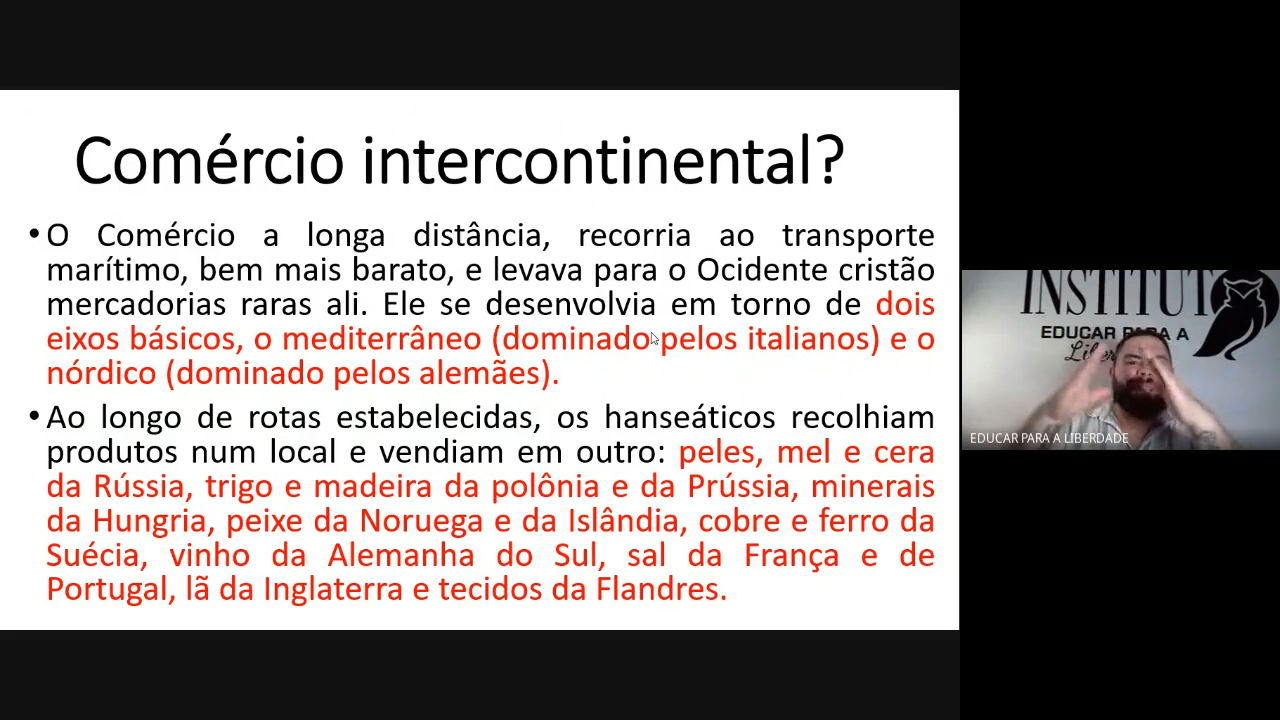 Comércio intercontinental?
• O Comércio a longa distância, recorria ao transporte
marítimo, bem mais barato, e levava para o Ocidente cristão
mercadorias raras ali. Ele se desenvolvia em torno de dois
eixos básicos, o mediterrâneo (dominado pelos italianos) e o
nórdico (dominado pelos alemães).
• Ao longo de rotas estabelecidas, os hanseáticos recolhiam
produtos num local e vendiam em outro: peles, mel e cera
da Rússia, trigo e madeira da polônia e da Prússia, minerais
da Hungria, peixe da Noruega e da Islândia, cobre e ferro da
Suécia, vinho da Alemanha do Sul, sal da França e de
Portugal, lã da Inglaterra e tecidos da Flandres.
INSTITUT
EDUCAR PARA A
EDUCAR PARA A LIBERDADE